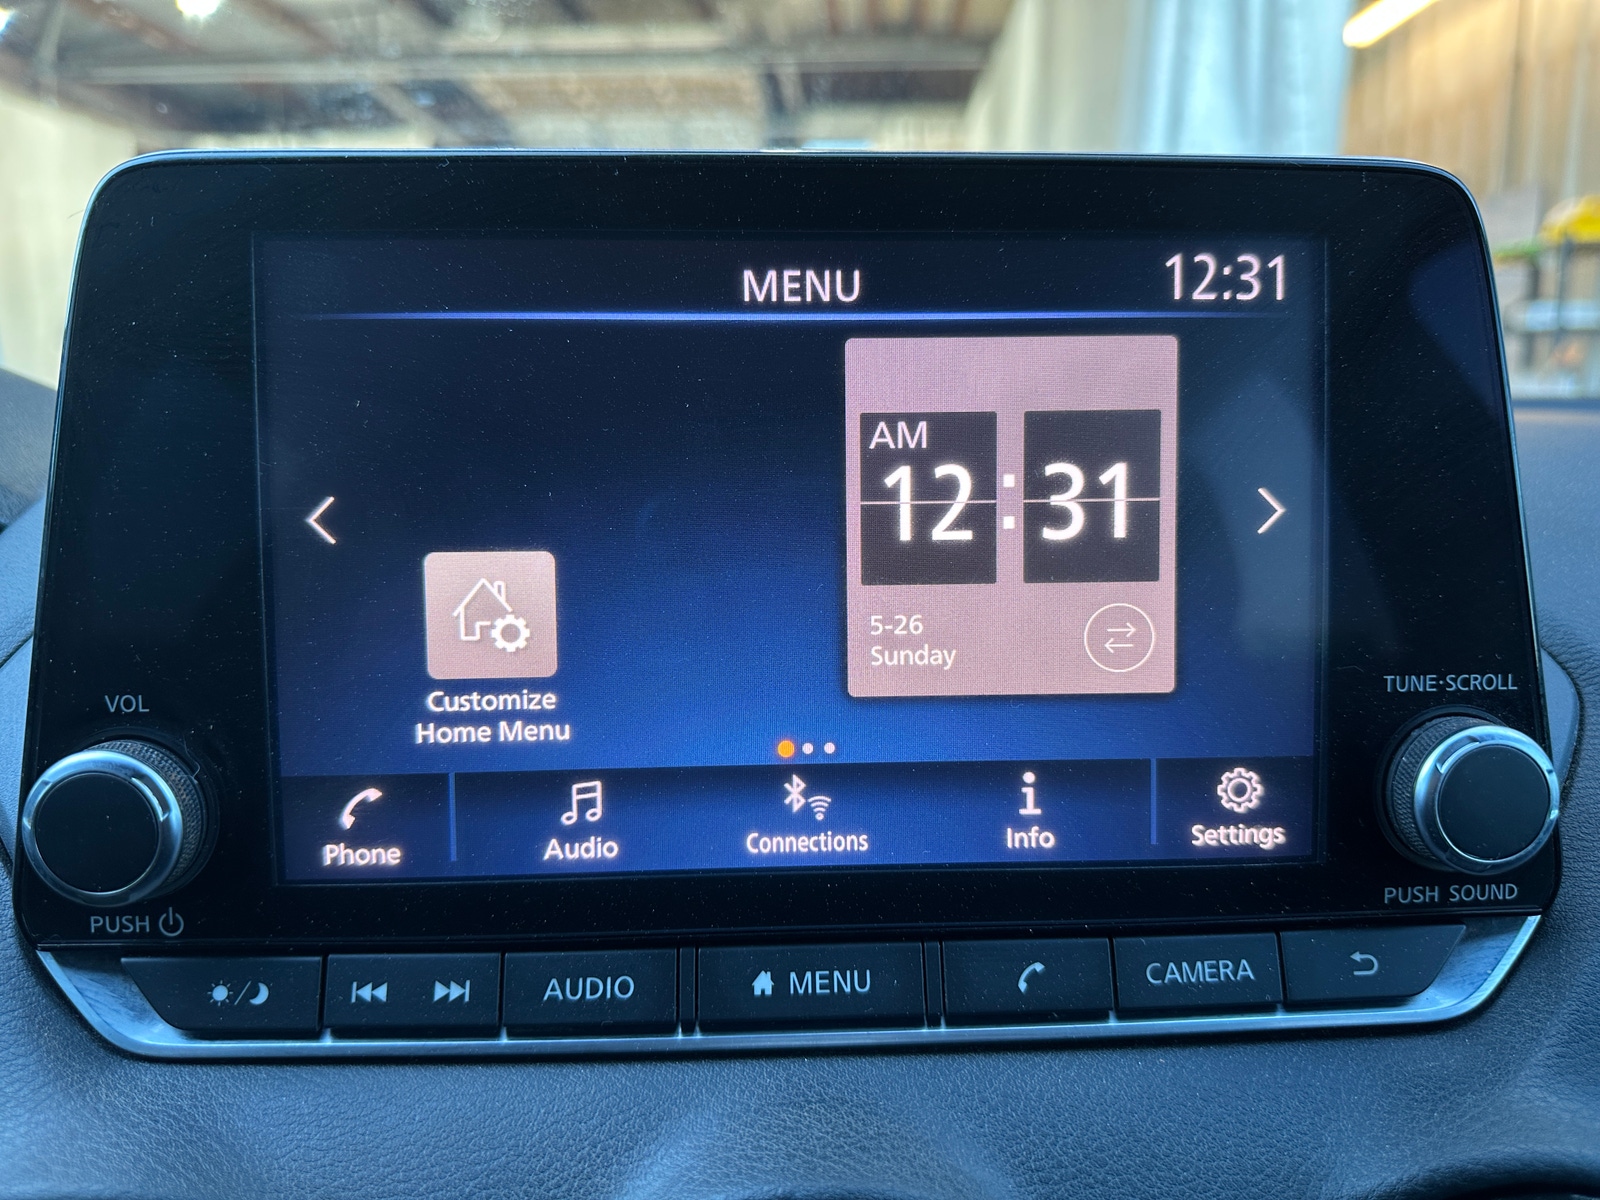 MENU
12:31
AM
12:31
5-26
Sunday
Customize
Home Menu
Phone
Audio
Connections
Info
Settings
VOL
PUSH
TUNE·SCROLL
PUSH SOUND
AUDIO
MENU
CAMERA